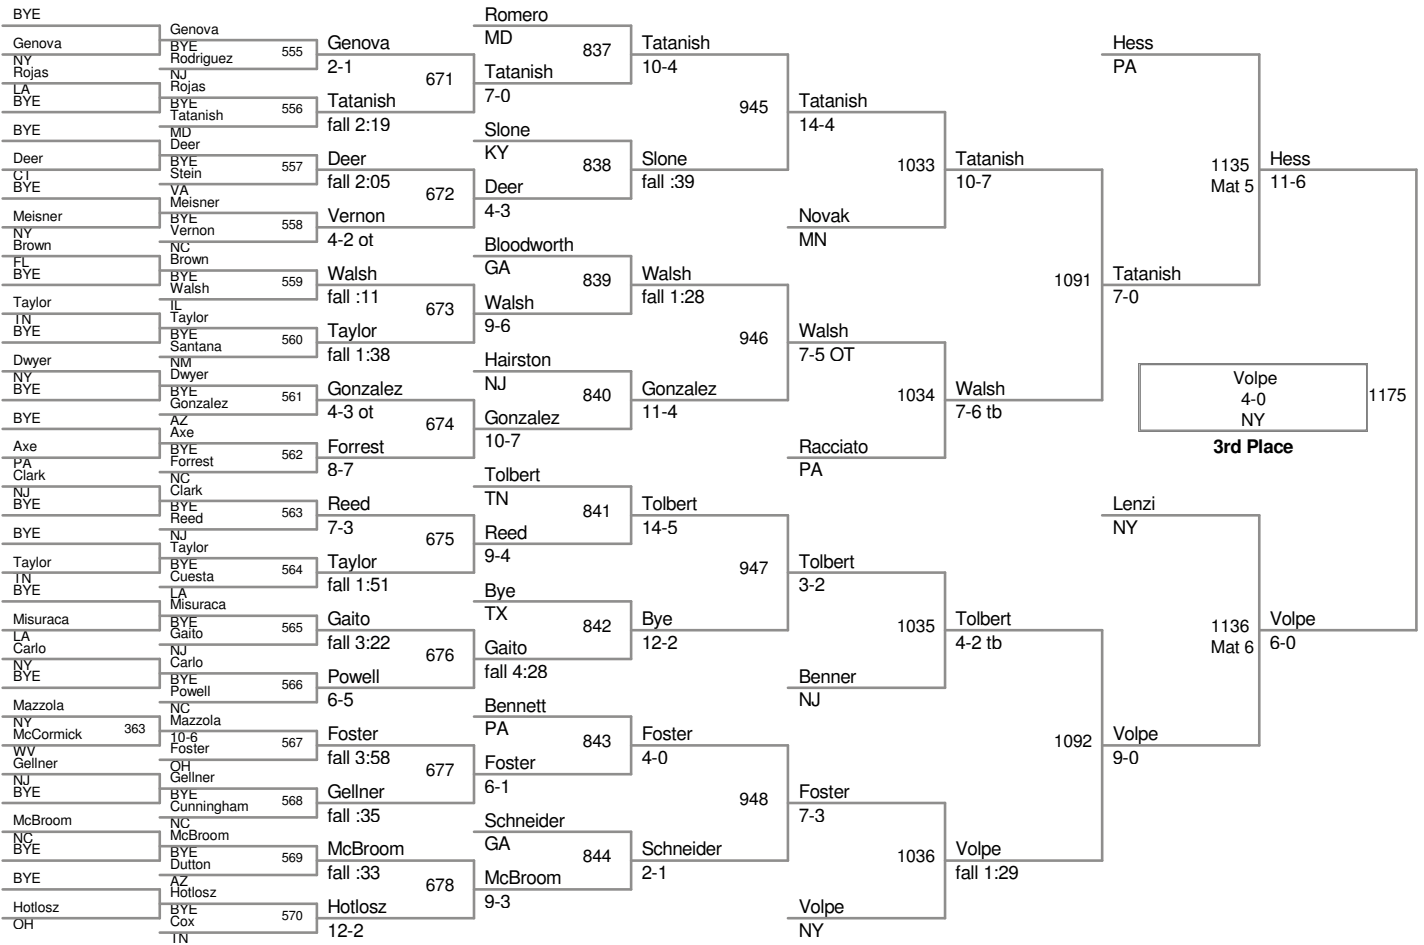 BYE
Genova
NY
Rojas
LA
BYE
BYE
Deer
CT
BYE
Meisner
NY
Brown
FL
BYE
Taylor
TN
BYE
Dwyer
NY
BYE
BYE
Axe
PA
Clark
NJ
BYE
BYE
Taylor
TN
BYE
Misuraca
LA
Carlo
NY
BYE
Mazzola
NY
363
McCormick
WV
Gellner
NJ
BYE
McBroom
NC
BYE
BYE
Hotlosz
OH
Genova
BYE
555
Rodriguez
NJ
Rojas
BYE
556
Tatanish
MD
Deer
BYE
557
Stein
VA
Meisner
BYE
558
Vernon
NC
Brown
BYE
559
Walsh
IL
Taylor
BYE
560
Santana
NM
Dwyer
BYE
561
Gonzalez
AZ
Axe
BYE
562
Forrest
NC
Clark
BYE
563
Reed
NJ
Taylor
BYE
564
Cuesta
LA
Misuraca
BYE
565
Gaito
NJ
Carlo
BYE
566
Powell
NC
Mazzola
10-6
567
Foster
OH
Gellner
BYE
568
Cunningham
NC
McBroom
BYE
569
Dutton
AZ
Hotlosz
BYE
570
Cox
TN
Genova
2-1
671
Tatanish
fall 2:19
Deer
fall 2:05
672
Vernon
4-2 ot
Walsh
fall :11
673
Taylor
fall 1:38
Gonzalez
4-3 ot
674
Forrest
8-7
Reed
7-3
675
Taylor
fall 1:51
Gaito
fall 3:22
676
Powell
6-5
Foster
fall 3:58
677
Gellner
fall :35
McBroom
fall :33
678
Hotlosz
12-2
Romero
MD
837
Tatanish
7-0
Slone
KY
838
Deer
4-3
Bloodworth
GA
839
Walsh
9-6
Hairston
NJ
840
Gonzalez
10-7
Tolbert
TN
841
Reed
9-4
Bye
TX
842
Gaito
fall 4:28
Bennett
PA
843
Foster
6-1
Schneider
GA
844
McBroom
9-3
Tatanish
10-4
945
Slone
fall :39
Walsh
fall 1:28
946
Gonzalez
11-4
Tolbert
14-5
947
Bye
12-2
Foster
4-0
948
Schneider
2-1
Tatanish
14-4
1033
Novak
MN
Walsh
7-5 OT
1034
Racciato
PA
Tolbert
3-2
1035
Benner
NJ
Foster
7-3
1036
Volpe
NY
Tatanish
10-7
1091
Walsh
7-6 tb
Tolbert
4-2 tb
1092
Volpe
fall 1:29
Hess
PA
1135
Mat 5
Tatanish
7-0
Lenzi
NY
1136
Mat 6
Volpe
9-0
Hess
11-6
Volpe
4-0
NY
1175
3rd Place
Volpe
6-0